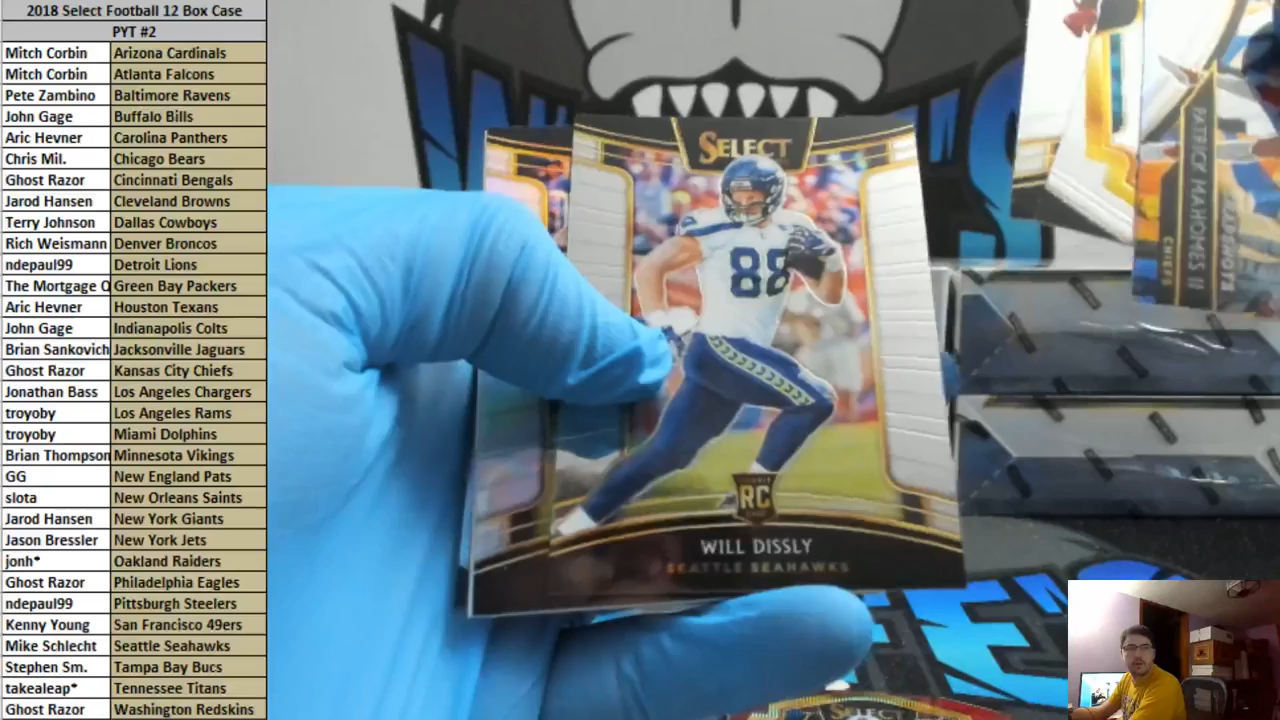 2018 Select Football 12 Box Case
PYT #2
Mitch Corbin Arizona Cardinals
Mitch Corbin Atlanta Falcons
Pete Zambino Baltimore Ravens
John Gage Buffalo Bills
Aric Hevner Carolina Panthers
Chris Mil. Chicago Bears
Ghost Razor Cincinnati Bengals
Jarod Hansen Cleveland Browns
Terry Johnson Dallas Cowboys
Rich Weismann Denver Broncos
ndepaul99 Detroit Lions
The Mortgage Q Green Bay Packers
Aric Hevner Houston Texans
John Gage Indianapolis Colts
Brian Sankovich Jacksonville Jaguars
Ghost Razor Kansas City Chiefs
Jonathan Bass Los Angeles Chargers
troyoby Los Angeles Rams
troyoby Miami Dolphins
Brian Thompson Minnesota Vikings
GG New England Pats
slota New Orleans Saints
Jarod Hansen New York Giants
Jason Bressler New York Jets
jonh* Oakland Raiders
Ghost Razor Philadelphia Eagles
ndepaul99 Pittsburgh Steelers
Kenny Young San Francisco 49ers
Mike Schlecht Seattle Seahawks
Stephen Sm. Tampa Bay Bucs
takealeap* Tennessee Titans
Ghost Razor Washington Redskins
SELECT
88
RC
WILL DISSLY
SEATTLE SEAHAWKS
PATRICK MAHOMES II
CHIEFS
SELECT